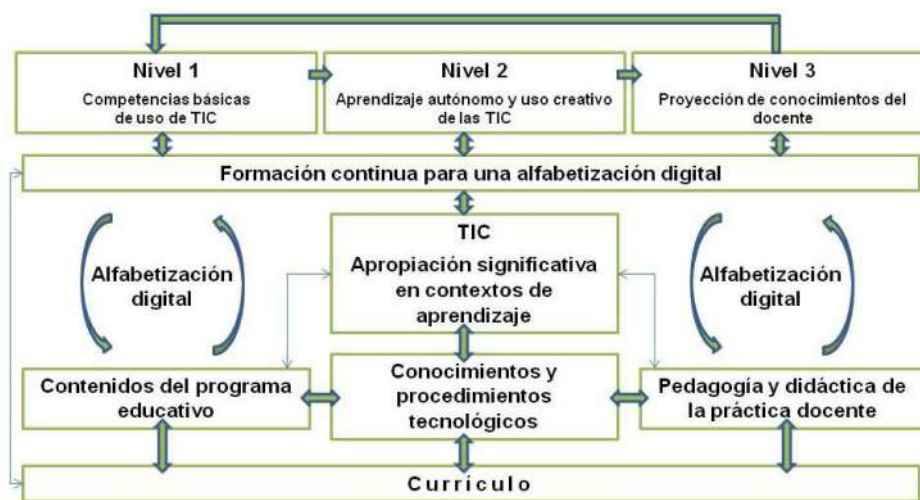 Nivel 1
Competencias básicas
de uso de TIC
Nivel 2
Aprendizaje autónomo y uso creativo
de las TIC
Nivel 3
Proyección de conocimientos del
docente
Formación continua para una alfabetización digital
Alfabetización
digital
TIC
Apropiación significativa
en contextos de
aprendizaje
Alfabetización
digital
Contenidos del programa
educativo
Conocimientos y
procedimientos
tecnológicos
Pedagogía y didáctica de
la práctica docente
Currículo